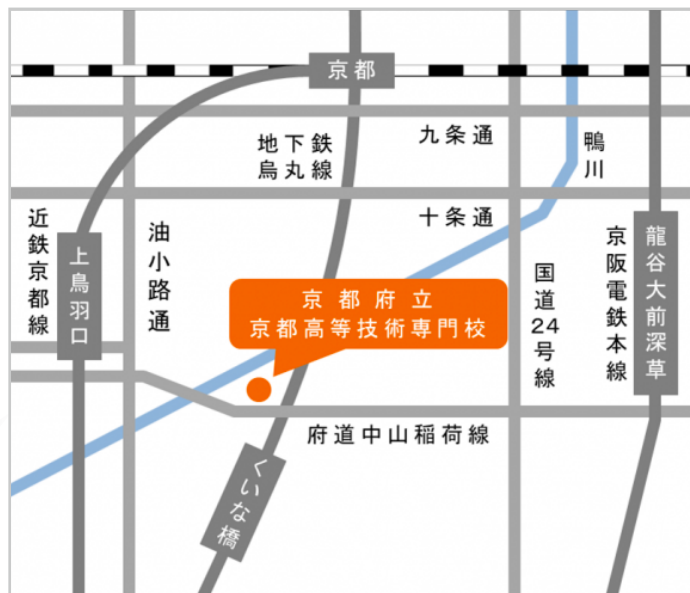 京都
九条通
地下鉄
烏丸線
鴨川
十条通
近鉄京都線
上鳥羽口
油小路通
京都府立
京都高等技術専門校
国道24号線
京阪電鉄本線
龍谷大前深草
府道中山稲荷線
くいな橋